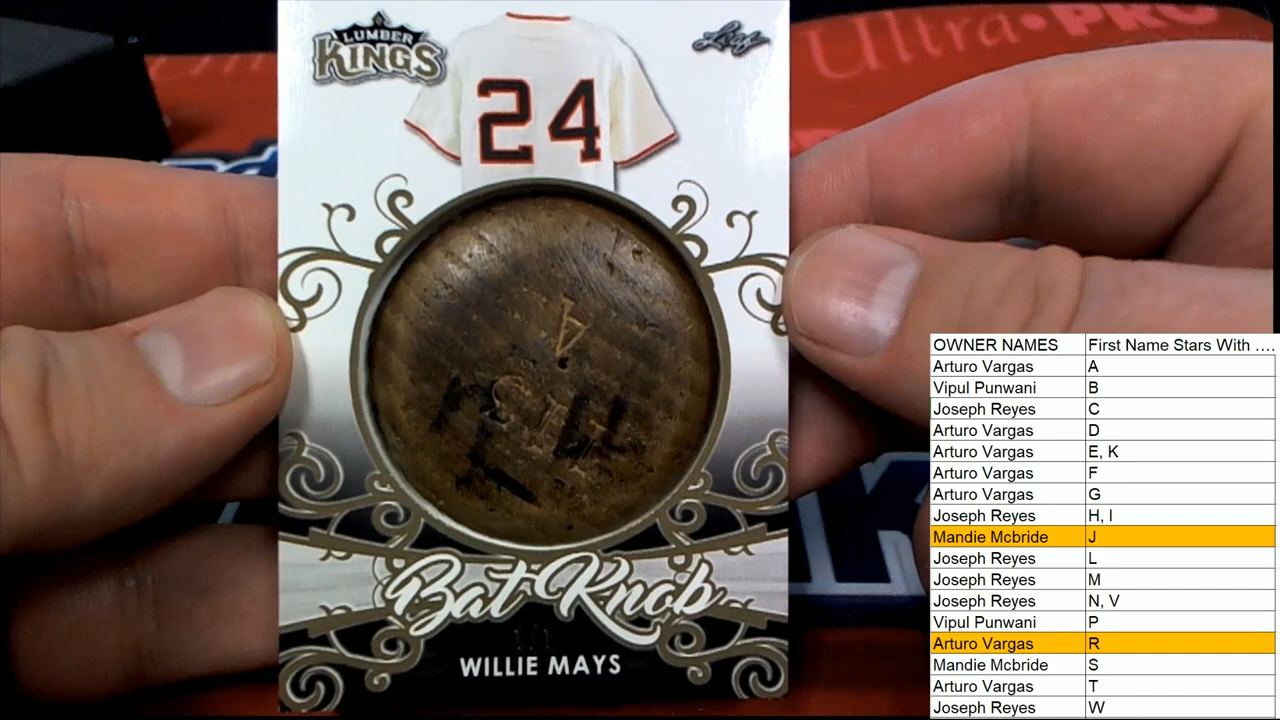 LUMBER
KINGS
Leaf
Ultra•PRO
24
4
Bat Knob
1/1
WILLIE MAYS
OWNER NAMES First Name Stars With ....
Arturo Vargas A
Vipul Punwani B
Joseph Reyes C
Arturo Vargas D
Arturo Vargas E, K
Arturo Vargas F
Arturo Vargas G
Joseph Reyes H, I
Mandie Mcbride J
Joseph Reyes L
Joseph Reyes M
Joseph Reyes N, V
Vipul Punwani P
Arturo Vargas R
Mandie Mcbride S
Arturo Vargas T
Joseph Reyes W